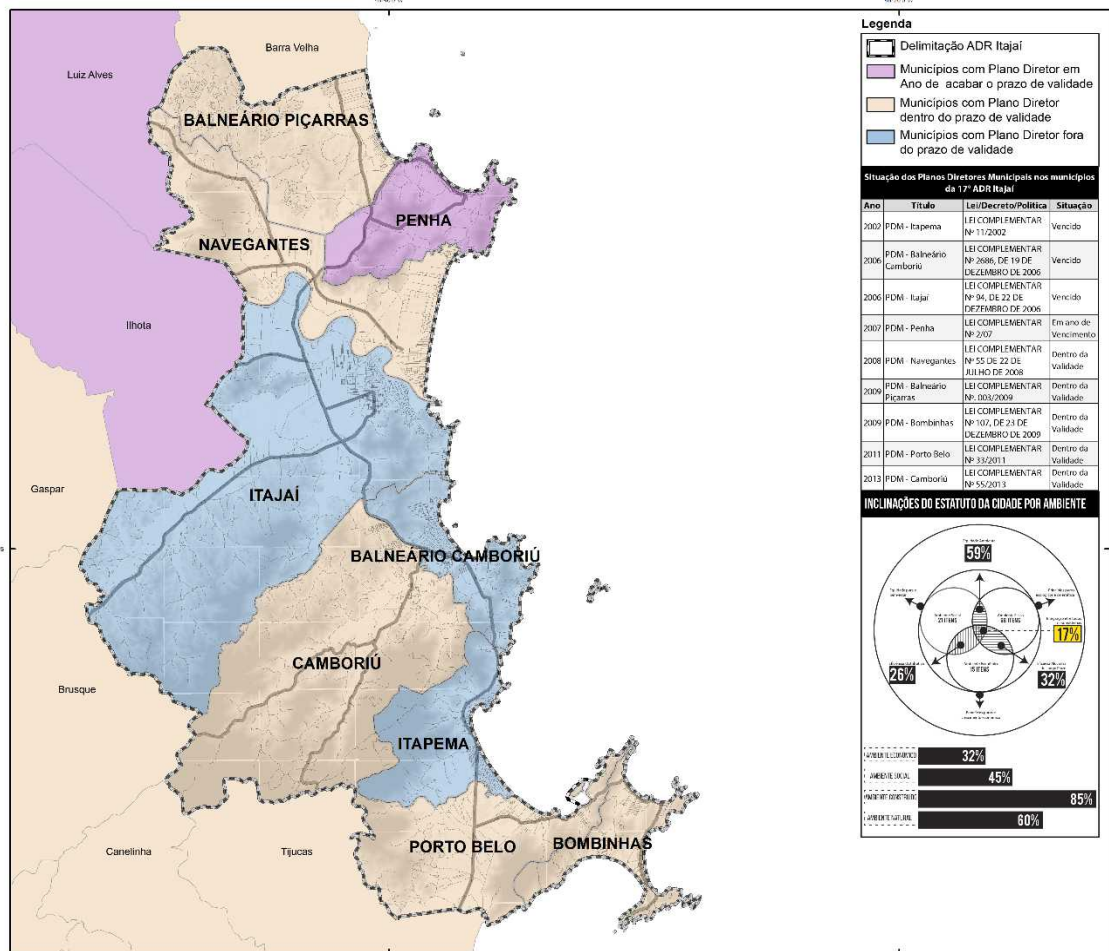 Barra Velha
Luiz Alves
BALNEÁRIO PIÇARRAS
PENHA
NAVEGANTES
Ilhota
Gaspar
ITAJAÍ
BALNEÁRIO CAMBORIÚ
CAMBORIÚ
Brusque
ITAPEMA
Canelinha
Tijucas
PORTO BELO
BOMBINHAS
Legenda
Delimitação ADR Itajaí
Municípios com Plano Diretor em
Ano de acabar o prazo de validade
Municípios com Plano Diretor
dentro do prazo de validade
Municípios com Plano Diretor fora
do prazo de validade
Situação dos Planos Diretores Municipais nos municípios
da 17ª ADR Itajaí
Ano Título Lei/Decreto/Política Situação
2002 PDM - Itapema LEI COMPLEMENTAR Nº 11/2002 Vencido
2006 PDM - Balneário Camboriú LEI COMPLEMENTAR Nº 2686, DE 19 DE DEZEMBRO DE 2006 Vencido
2006 PDM - Itajaí LEI COMPLEMENTAR Nº 94, DE 22 DE DEZEMBRO DE 2006 Vencido
2007 PDM - Penha LEI COMPLEMENTAR Nº 2/07 Em ano de Vencimento
2008 PDM - Navegantes LEI COMPLEMENTAR Nº 55 DE 22 DE JULHO DE 2008 Dentro da Validade
2009 PDM - Balneário Piçarras LEI COMPLEMENTAR Nº. 003/2009 Dentro da Validade
2009 PDM - Bombinhas LEI COMPLEMENTAR Nº 107, DE 23 DE DEZEMBRO DE 2009 Dentro da Validade
2011 PDM - Porto Belo LEI COMPLEMENTAR Nº 33/2011 Dentro da Validade
2013 PDM - Camboriú LEI COMPLEMENTAR Nº 55/2013 Dentro da Validade
INCLINAÇÕES DO ESTATUTO DA CIDADE POR AMBIENTE
59%
17%
26%
32%
AMBIENTE ECONÔMICO 32%
AMBIENTE SOCIAL 45%
AMBIENTE CONSTRUÍDO 85%
AMBIENTE NATURAL 60%